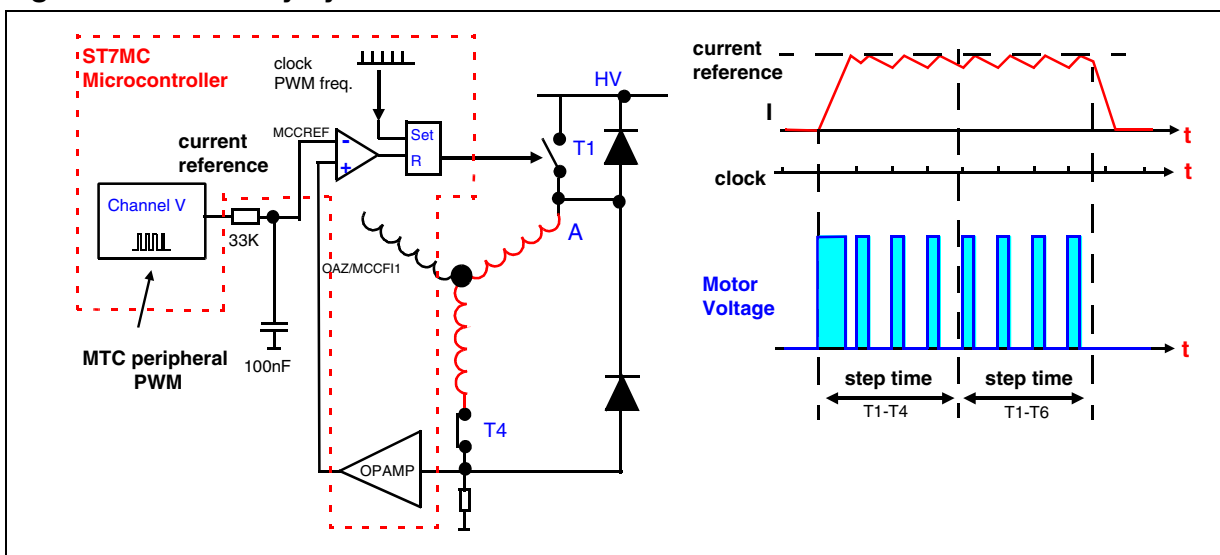 ST7MC
Microcontroller
clock
PWM freq.
HV
MCCREF
current
reference
-
+
Set
R
T1
Channel V
33K
A
OAZ/MCCFI1
100nF
MTC peripheral
PWM
T4
OPAMP
current
reference
I
t
clock
t
Motor
Voltage
t
step time
step time
T1-T4
T1-T6